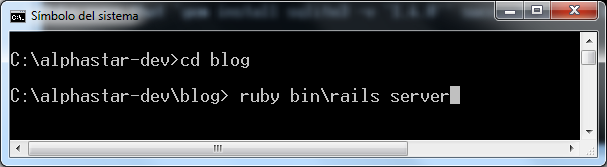 Símbolo del sistema
C:\alphastar-dev>cd blog
C:\alphastar-dev\blog> ruby bin\rails server